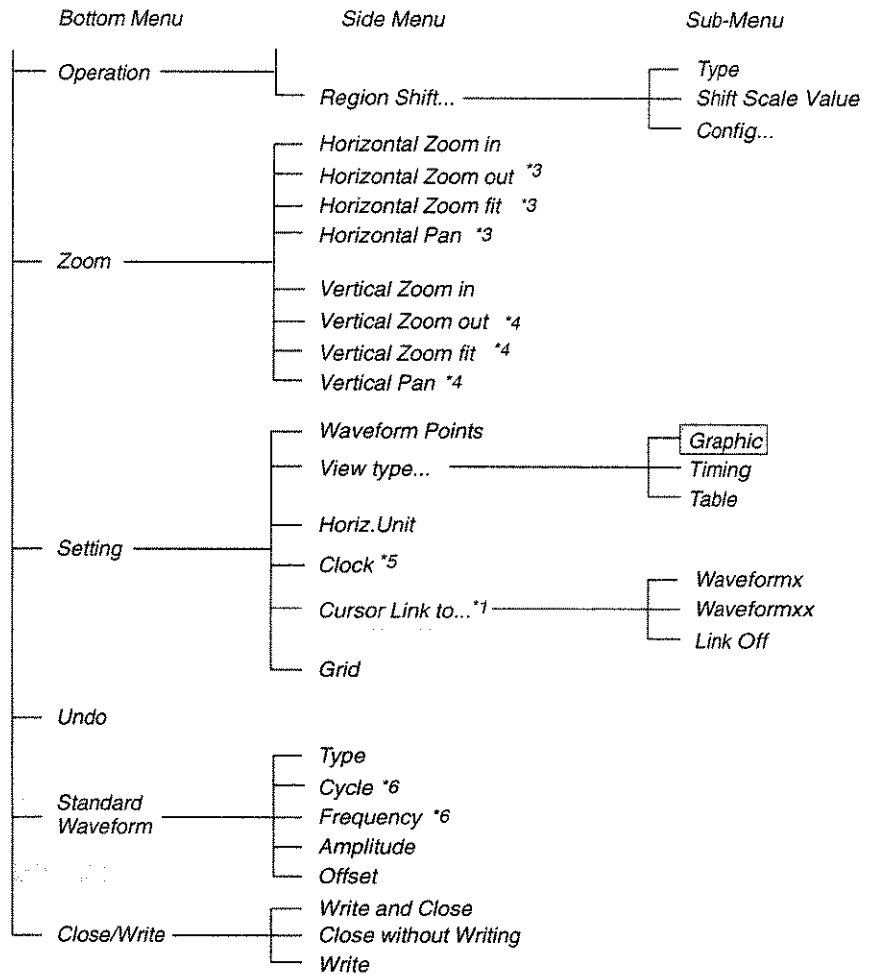 Bottom Menu Side Menu Sub-Menu
Operation Type
Region Shift... Shift Scale Value
Config...
Horizontal Zoom in
Horizontal Zoom out *3
Horizontal Zoom fit *3
Horizontal Pan *3
Zoom
Vertical Zoom in
Vertical Zoom out *4
Vertical Zoom fit *4
Vertical Pan *4
Waveform Points
Graphic
View type... Timing
Table
Horiz.Unit
Setting
Clock *5
Waveformx
Cursor Link to...*1 Waveformxx
Link Off
Grid
Undo
Type
Cycle *6
Standard
Waveform
Frequency *6
Amplitude
Offset
Write and Close
Close/Write Close without Writing
Write